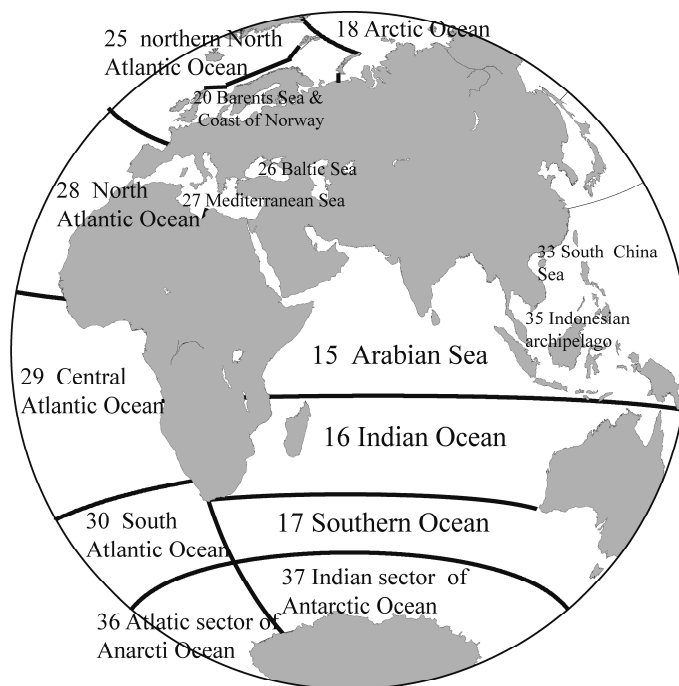 18 Arctic Ocean
25 northern North
Atlantic Ocean
20 Barents Sea &
Coast of Norway
26 Baltic Sea
28 North
Atlantic Ocean
27 Mediterranean Sea
33 South China
Sea
35 Indonesian
archipelago
15 Arabian Sea
29 Central
Atlantic Ocean
16 Indian Ocean
30 South
Atlantic Ocean
17 Southern Ocean
37 Indian sector of
Antarctic Ocean
36 Atlatic sector of
Anarcti Ocean